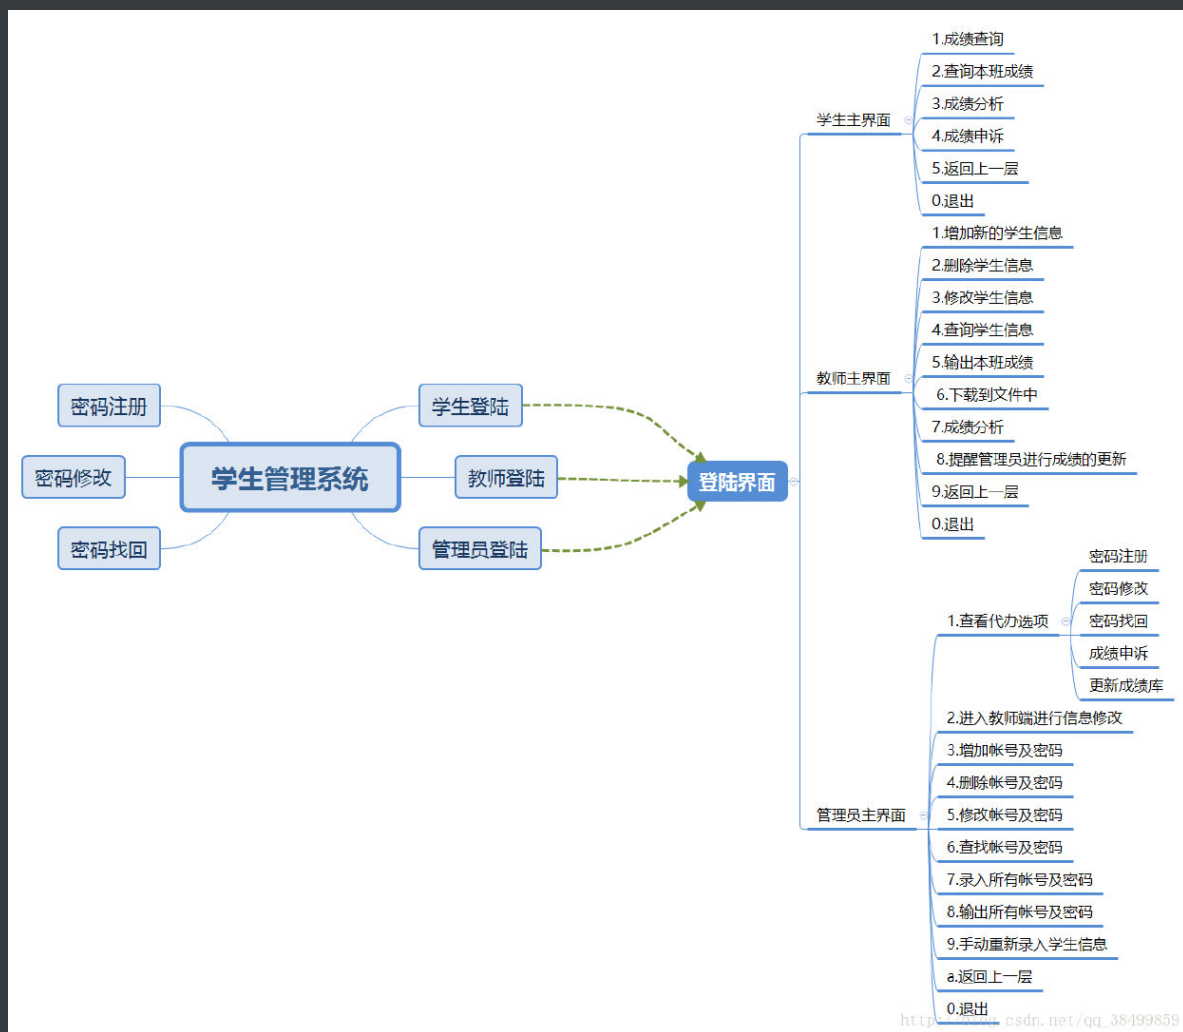 学生管理系统
密码注册
密码修改
密码找回
学生登陆
教师登陆
管理员登陆
登陆界面
学生主界面
1.成绩查询
2.查询本班成绩
3.成绩分析
4.成绩申诉
5.返回上一层
0.退出
教师主界面
1.增加新的学生信息
2.删除学生信息
3.修改学生信息
4.查询学生信息
5.输出本班成绩
6.下载到文件中
7.成绩分析
8.提醒管理员进行成绩的更新
9.返回上一层
0.退出
管理员主界面
1.查看代办选项
密码注册
密码修改
密码找回
成绩申诉
更新成绩库
2.进入教师端进行信息修改
3.增加帐号及密码
4.删除帐号及密码
5.修改帐号及密码
6.查找帐号及密码
7.录入所有帐号及密码
8.输出所有帐号及密码
9.手动重新录入学生信息
a.返回上一层
0.退出
http://blog.csdn.net/qq_38499859